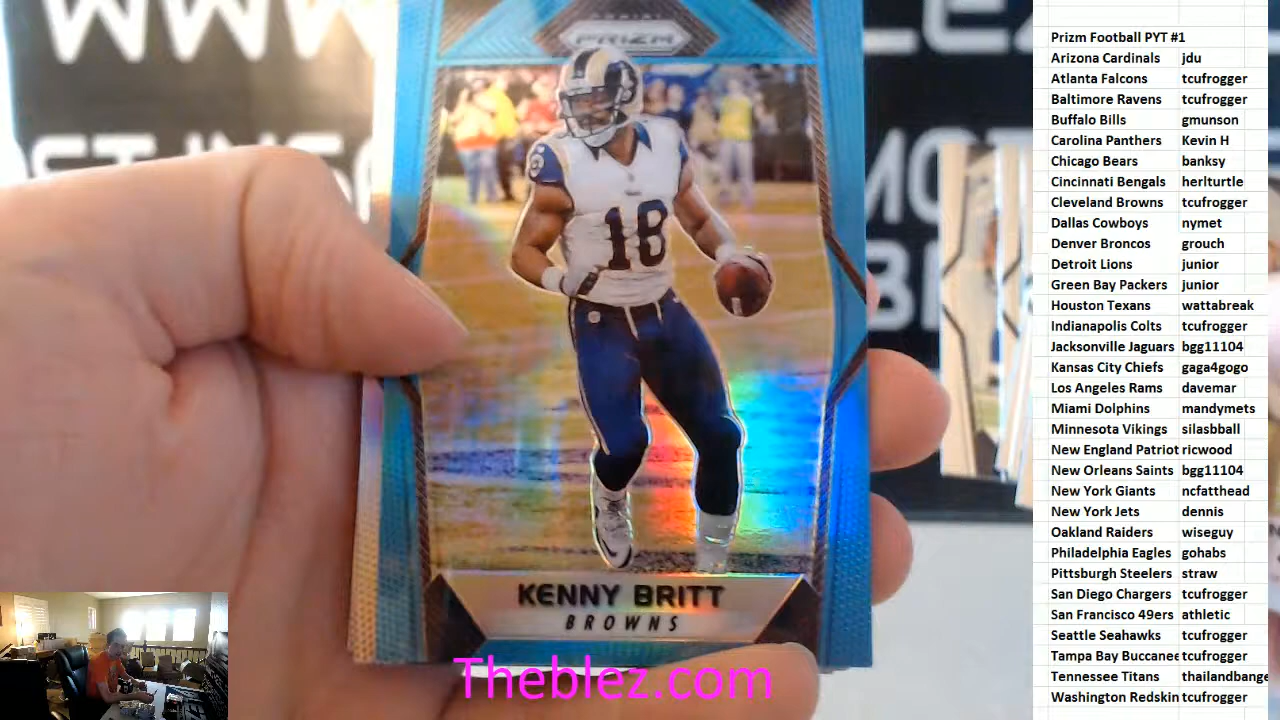 WWW
PANINI
PRIZM
18
KENNY BRITT
BROWNS
Theblez.com
Prizm Football PYT #1
Arizona Cardinals jdu
Atlanta Falcons tcufrogger
Baltimore Ravens tcufrogger
Buffalo Bills gmunson
Carolina Panthers Kevin H
Chicago Bears banksy
Cincinnati Bengals herlturtle
Cleveland Browns tcufrogger
Dallas Cowboys nymet
Denver Broncos grouch
Detroit Lions junior
Green Bay Packers junior
Houston Texans wattabreak
Indianapolis Colts tcufrogger
Jacksonville Jaguars bgg11104
Kansas City Chiefs gaga4gogo
Los Angeles Rams davemar
Miami Dolphins mandymets
Minnesota Vikings silasbball
New England Patriot ricwood
New Orleans Saints bgg11104
New York Giants ncfatthead
New York Jets dennis
Oakland Raiders wiseguy
Philadelphia Eagles gohabs
Pittsburgh Steelers straw
San Diego Chargers tcufrogger
San Francisco 49ers athletic
Seattle Seahawks tcufrogger
Tampa Bay Buccanee tcufrogger
Tennessee Titans thailandbange
Washington Redskin tcufrogger